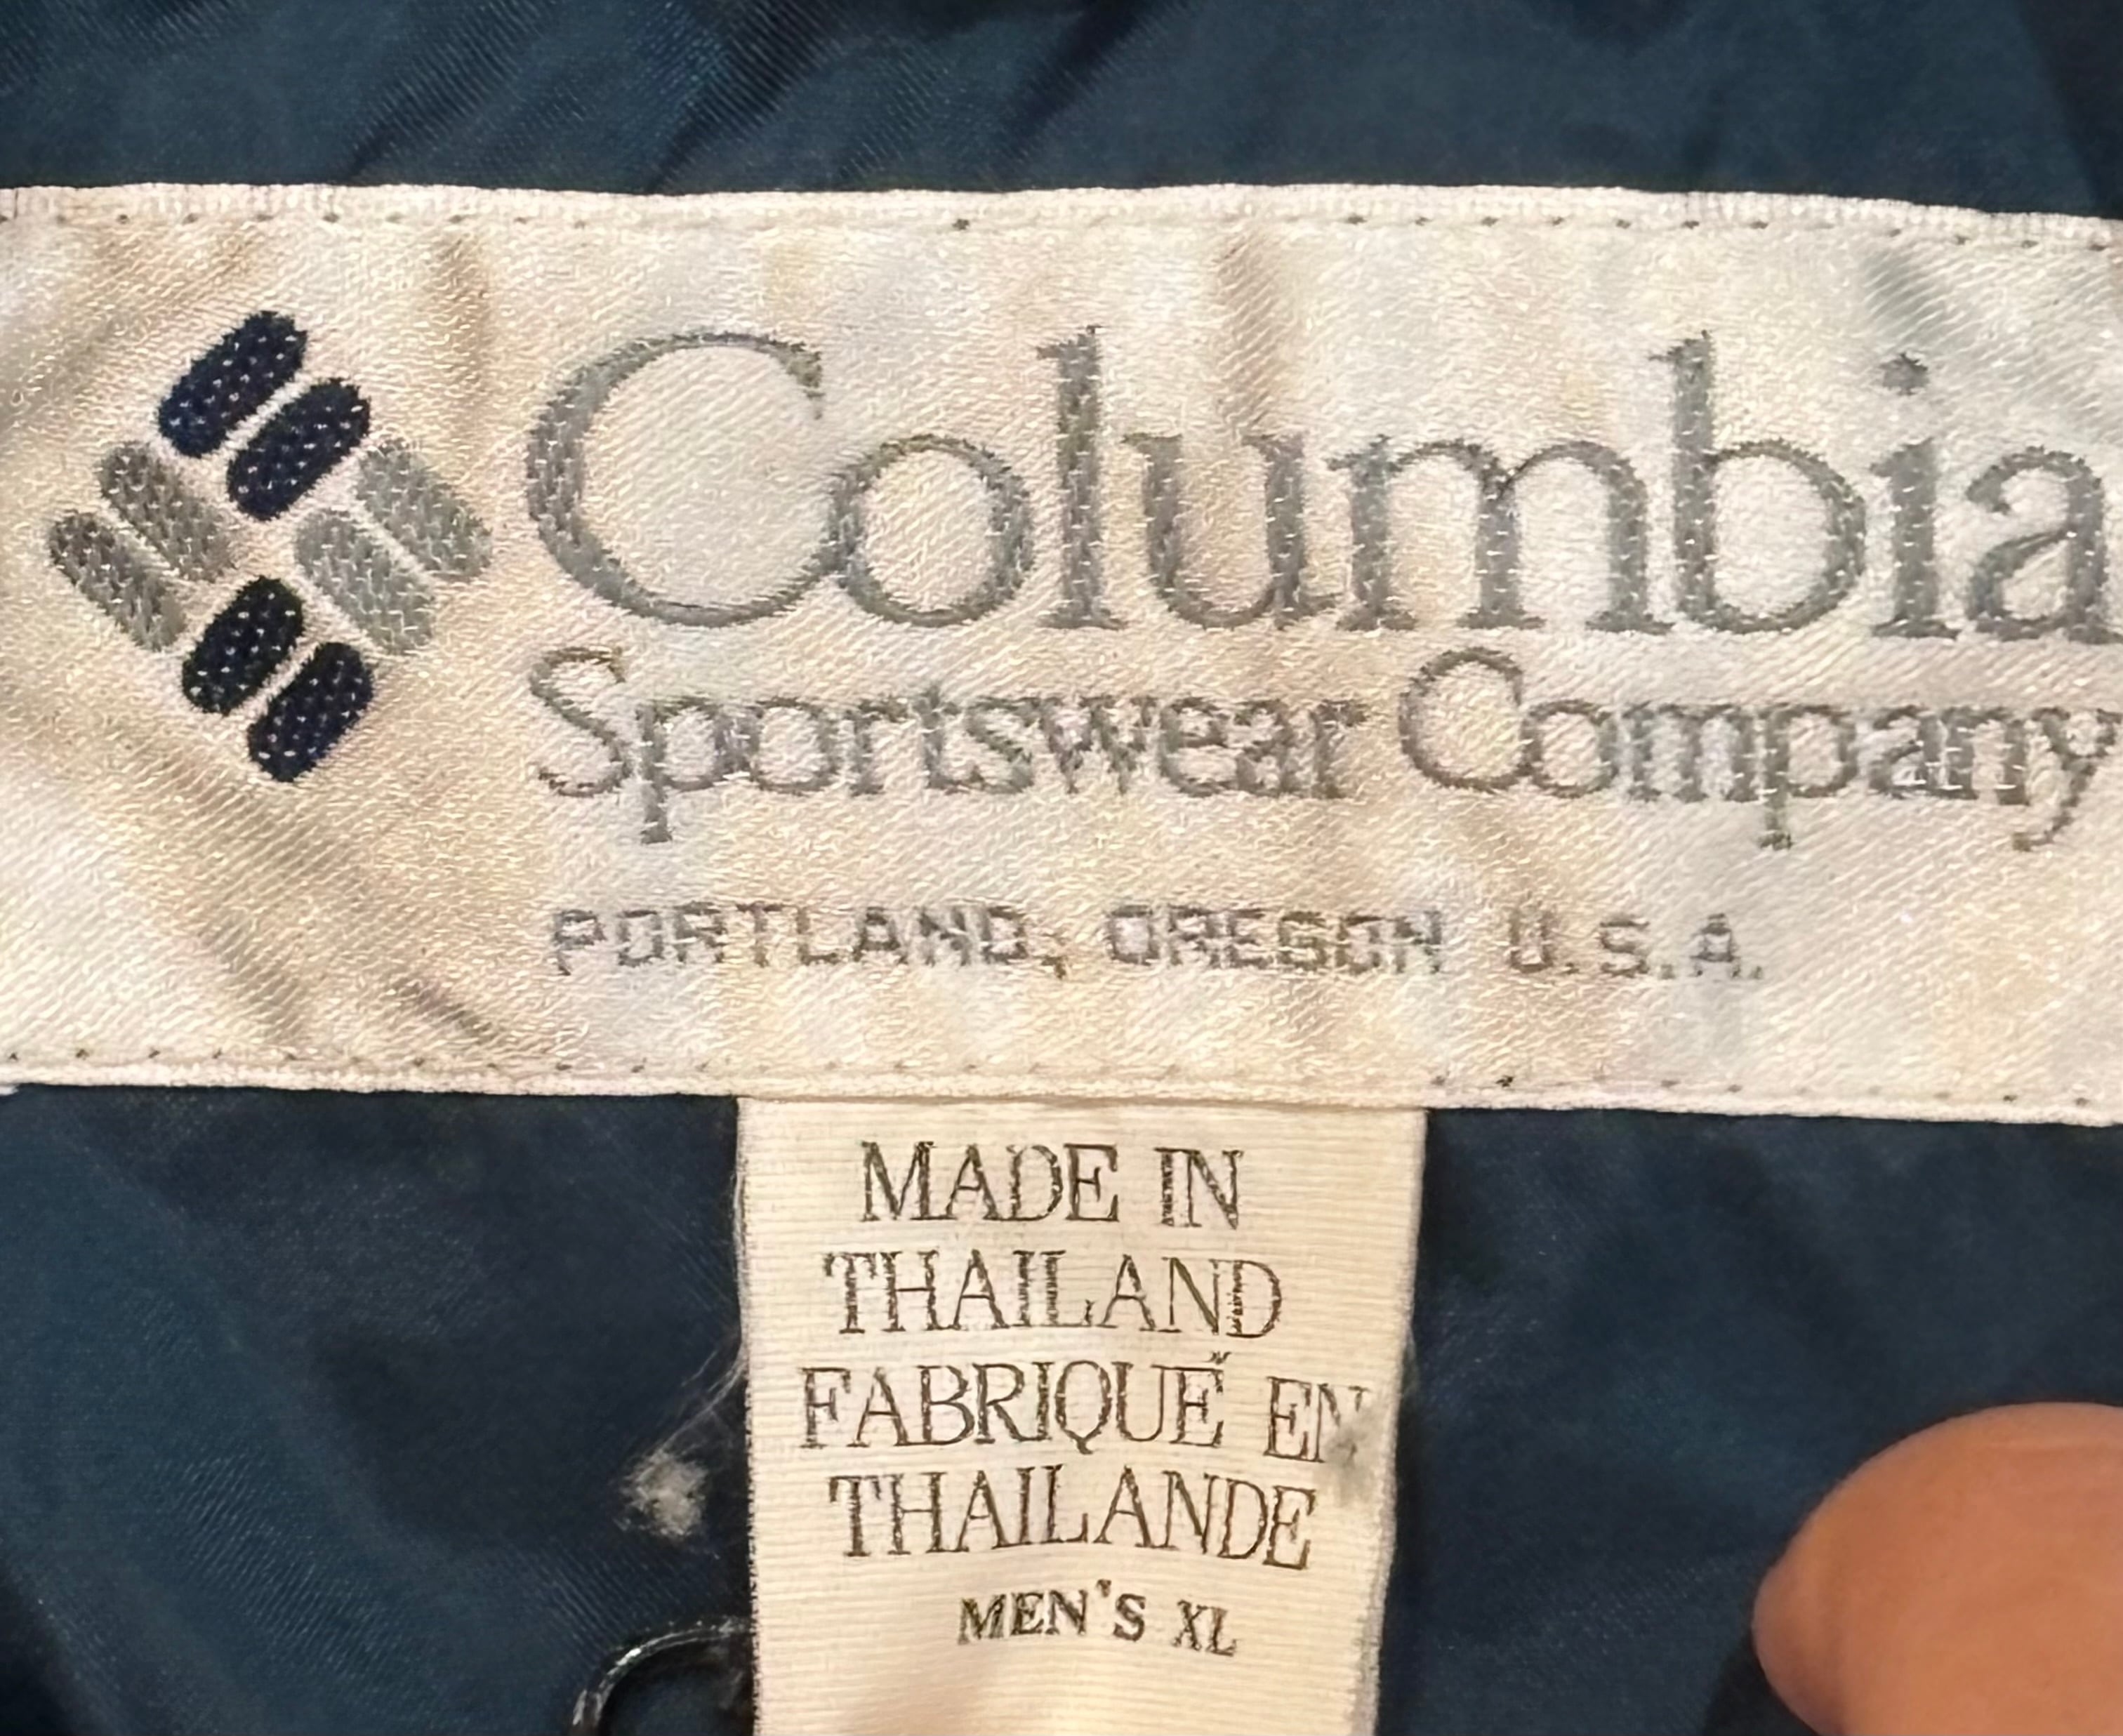 Columbia
Sportswear Company
PORTLAND, OREGON U.S.A.
MADE IN
THAILAND
FABRIQUÉ EN
THAILANDE
MEN'S XL